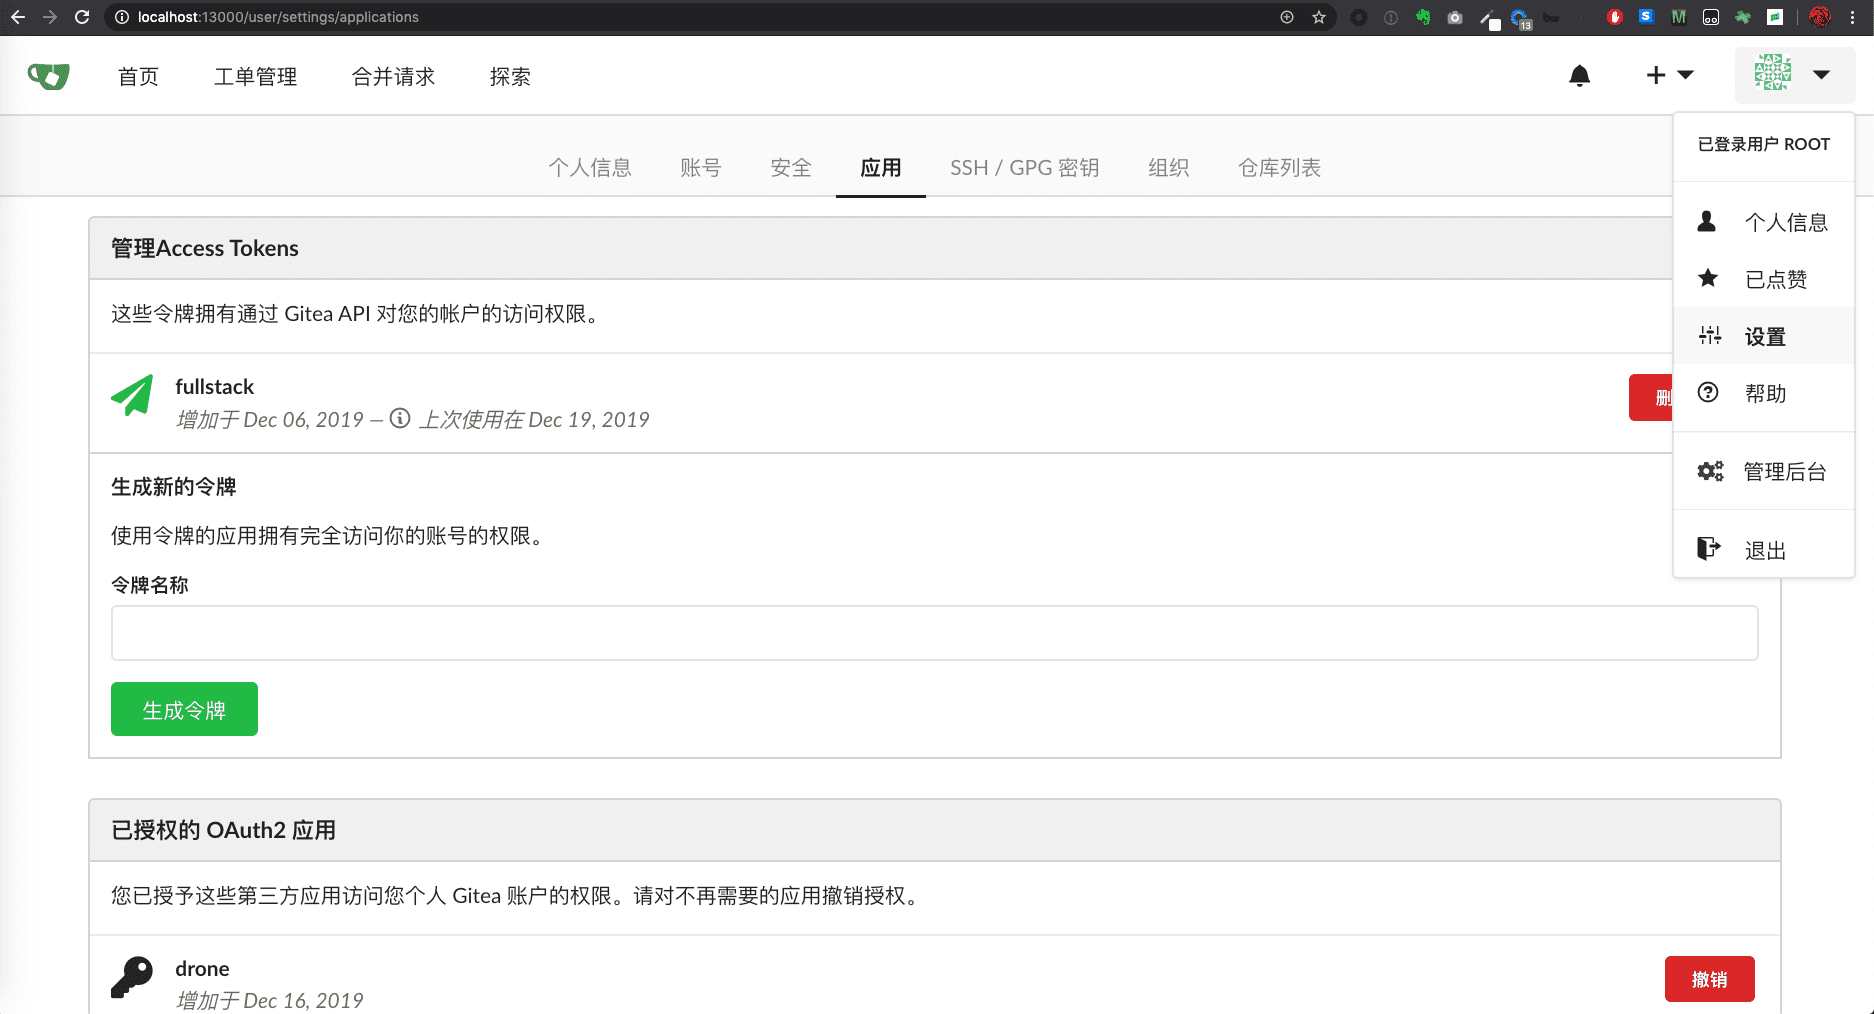 localhost:13000/user/settings/applications
13
首页
工单管理
合并请求
探索
个人信息
账号
安全
应用
SSH / GPG 密钥
组织
仓库列表
已登录用户 ROOT
个人信息
已点赞
设置
帮助
管理后台
退出
管理Access Tokens
这些令牌拥有通过 Gitea API 对您的帐户的访问权限。
fullstack
增加于 Dec 06, 2019 — 上次使用在 Dec 19, 2019
删
生成新的令牌
使用令牌的应用拥有完全访问你的账号的权限。
令牌名称
生成令牌
已授权的 OAuth2 应用
您已授予这些第三方应用访问您个人 Gitea 账户的权限。请对不再需要的应用撤销授权。
drone
增加于 Dec 16, 2019
撤销